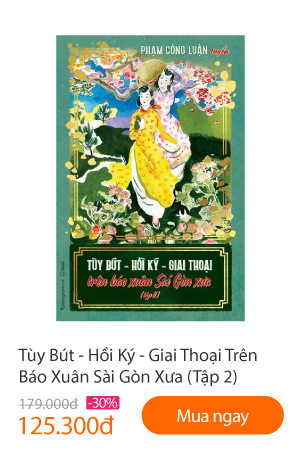 PHẠM CÔNG LUẬN tuyển
TÙY BÚT - HỒI KÝ - GIAI THOẠI
trên báo xuân Sài Gòn xưa
(tập 2)
Tùy Bút - Hồi Ký - Giai Thoại Trên
Báo Xuân Sài Gòn Xưa (Tập 2)
179.000đ -30%
125.300đ
Mua ngay